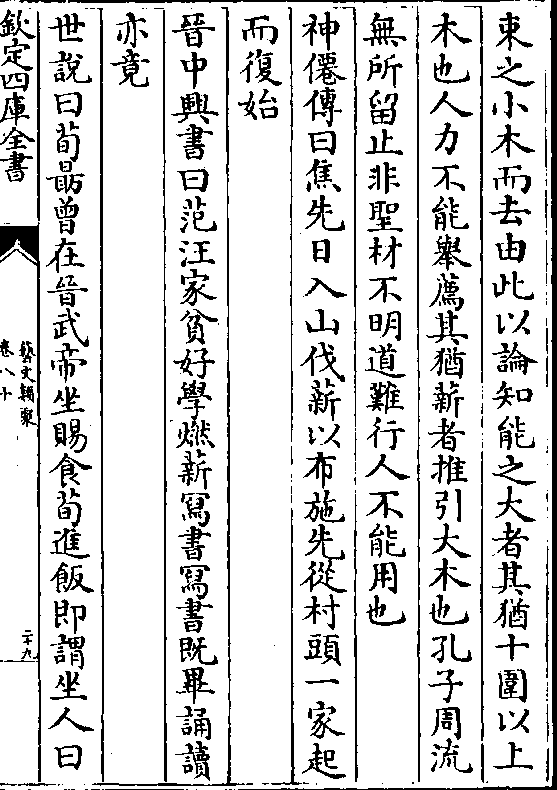 束之小木而去由此以論知能之大者其猶十圍以上
木也人力不能舉薦其猶薪者推引大木也孔子周流
無所留止非聖材不明道難行人不能用也
神僊傳曰焦先日入山伐薪以布施先從村頭一家起
而復始
晉中興書曰范汪家貧好學燃薪寫書寫書既畢誦讀
亦竟
世說曰荀勗曾在晉武帝坐賜食荀進飯即謂坐人曰
欽定四庫全書
藝文類聚
卷八十
二十九